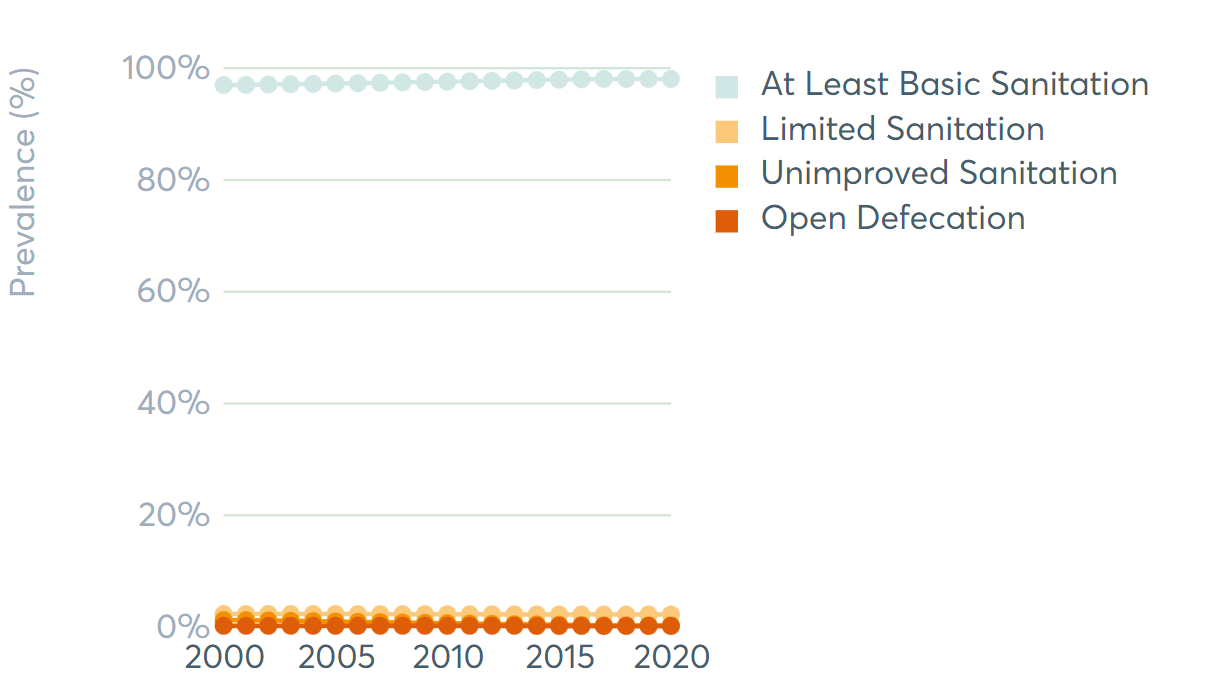 Prevalence (%)
100%
80%
60%
40%
20%
0%
2000 2005 2010 2015 2020
At Least Basic Sanitation
Limited Sanitation
Unimproved Sanitation
Open Defecation